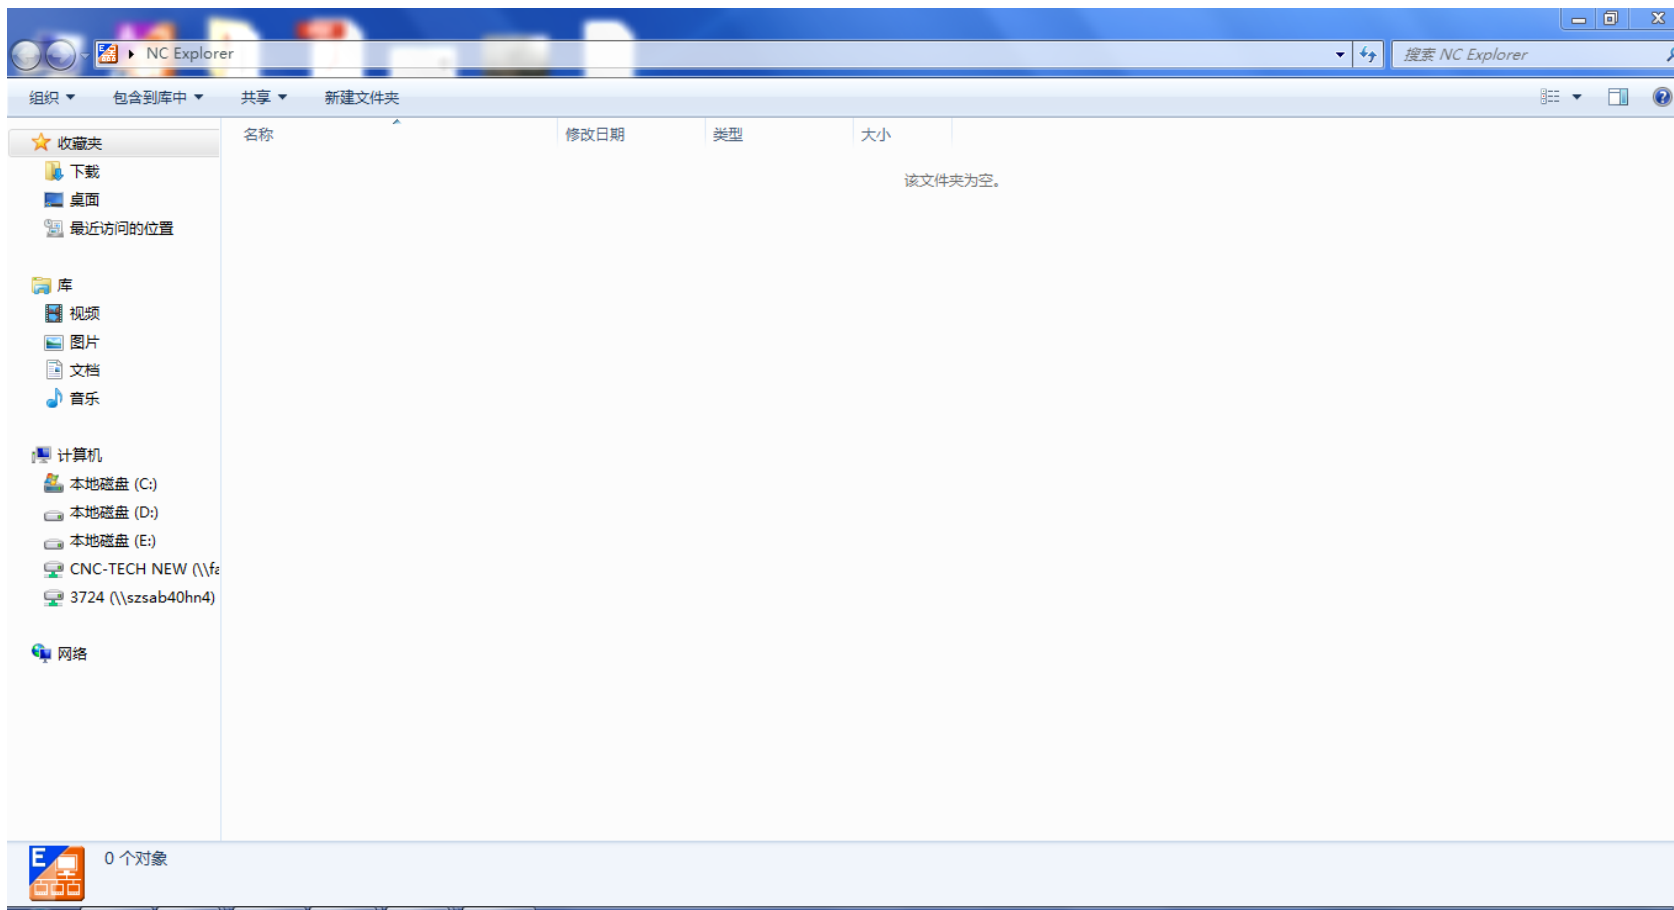 NC Explorer
搜索 NC Explorer
组织 包含到库中 共享 新建文件夹
名称 修改日期 类型 大小
该文件夹为空。
收藏夹
下载
桌面
最近访问的位置
库
视频
图片
文档
音乐
计算机
本地磁盘 (C:)
本地磁盘 (D:)
本地磁盘 (E:)
CNC-TECH NEW (\\fa
3724 (\\szsab40hn4)
网络
E
0 个对象